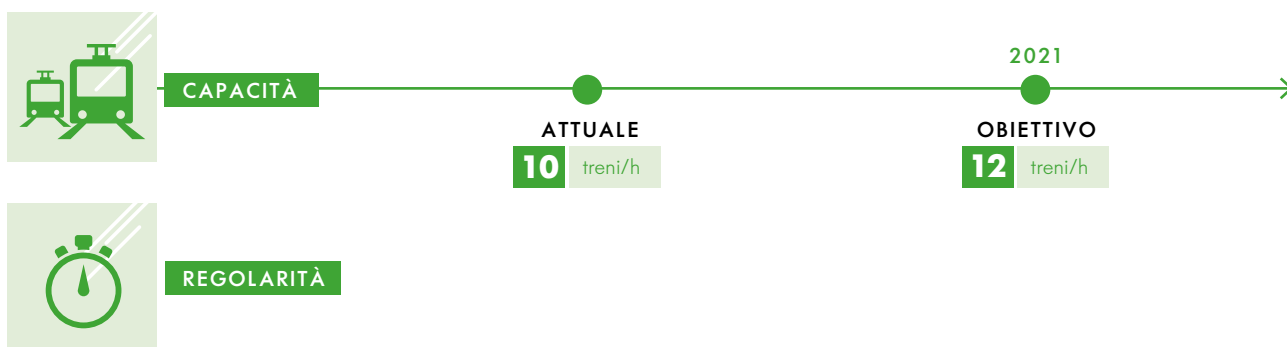 2021
CAPACITÀ
ATTUALE
OBIETTIVO
10 treni/h
12 treni/h
REGOLARITÀ